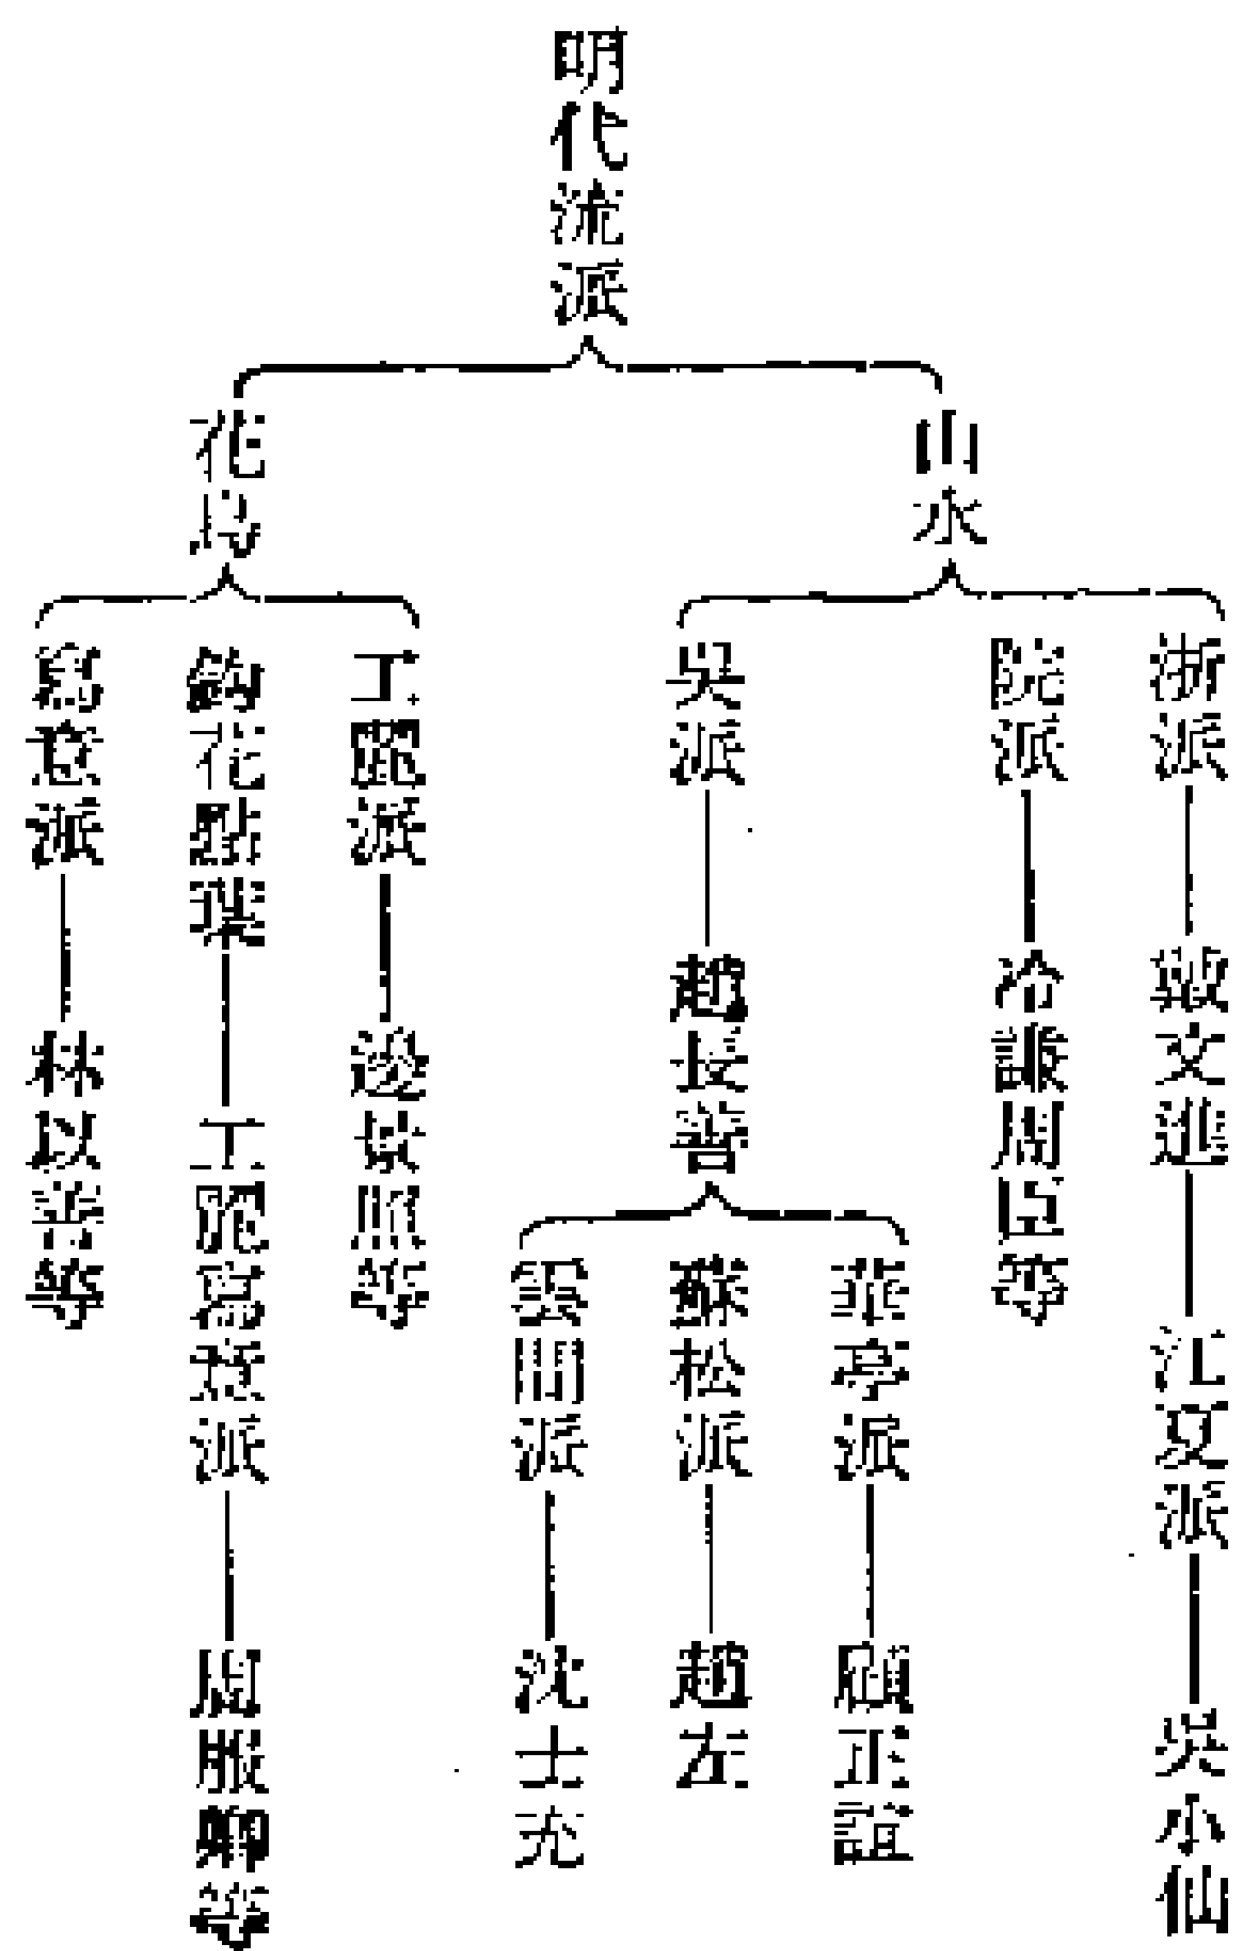 明代流派
山水
浙派
戴文進
江夏派
吳小仙
院派
冷謙周臣等
吳派
趙長善
華亭派
顧正誼
蘇松派
趙左
雲間派
沈士充
花鳥
工麗派
邊景照等
鈎花點葉
工麗寫意派
周服卿等
寫意派
林以善等